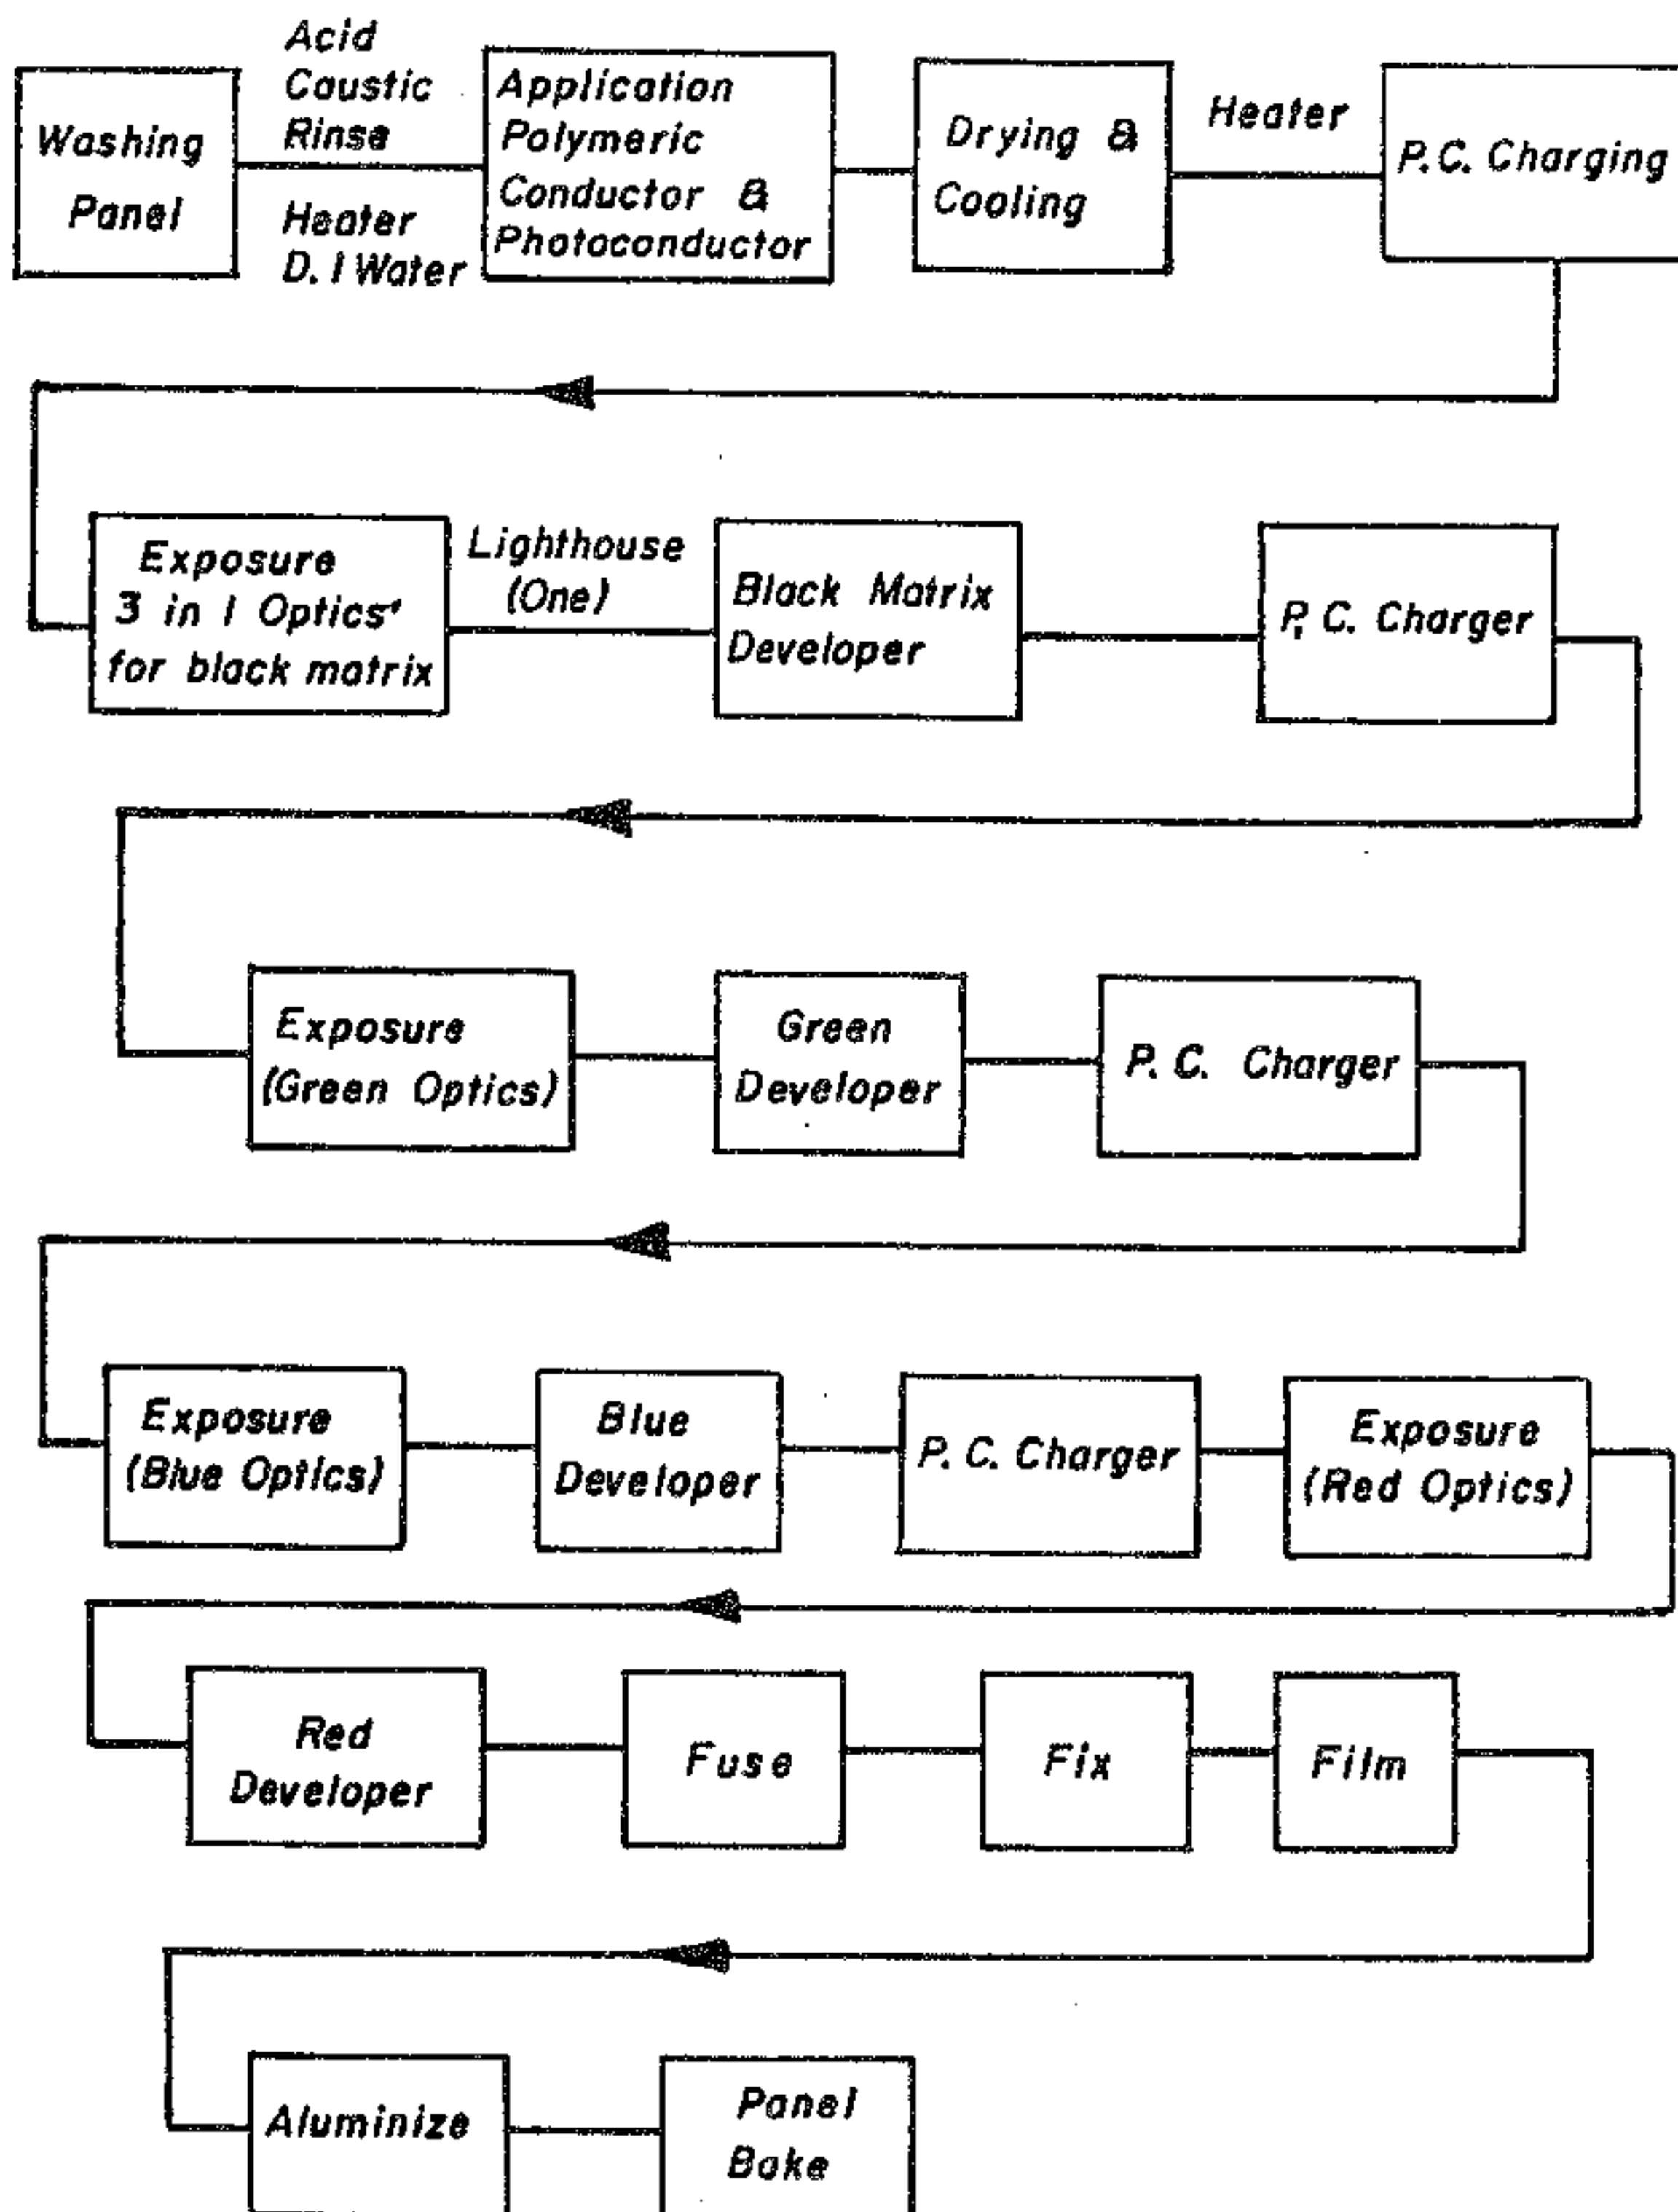 Washing
Panel
Acid
Caustic
Rinse
Heater
D. I Water
Application
Polymeric
Conductor &
Photoconductor
Drying &
Cooling
Heater
P. C. Charging
Exposure
3 in 1 Optics'
for black matrix
Lighthouse
(One)
Black Matrix
Developer
P. C. Charger
Exposure
(Green Optics)
Green
Developer
P. C. Charger
Exposure
(Blue Optics)
Blue
Developer
P. C. Charger
Exposure
(Red Optics)
Red
Developer
Fuse
Fix
Film
Aluminize
Panel
Bake